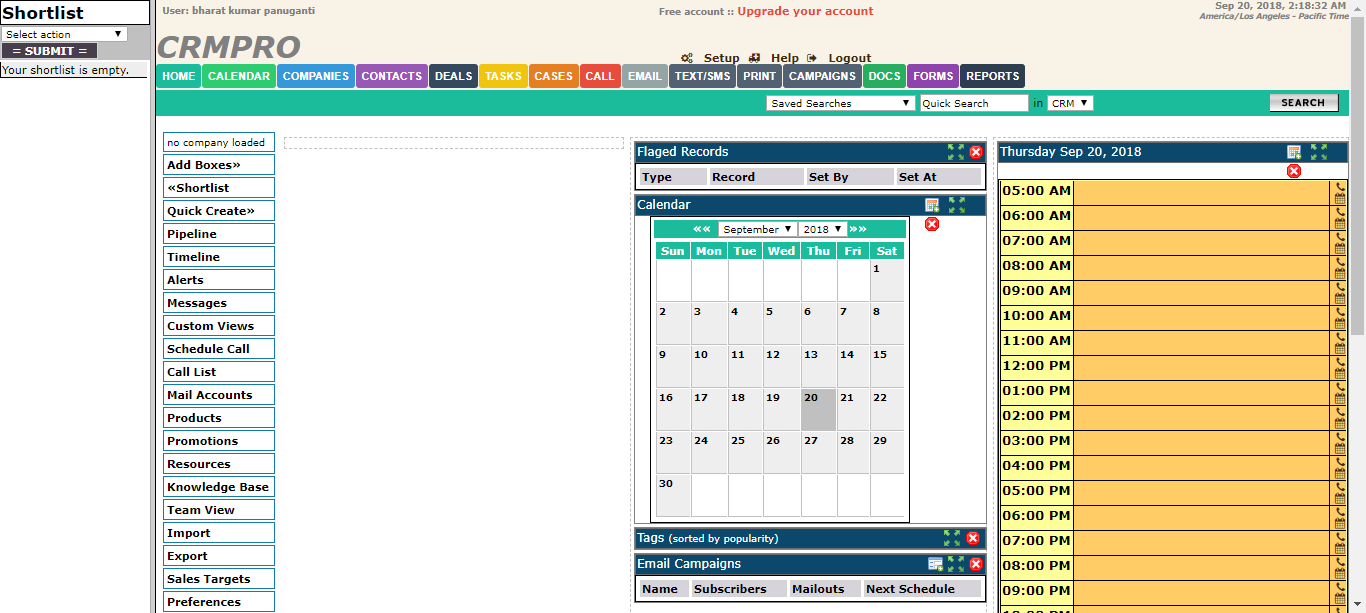 Shortlist
Select action
= SUBMIT =
Your shortlist is empty.
User: bharat kumar panuganti
Free account :: Upgrade your account
Sep 20, 2018, 2:18:32 AM
America/Los Angeles - Pacific Time
CRMPRO
Setup Help Logout
HOME CALENDAR COMPANIES CONTACTS DEALS TASKS CASES CALL EMAIL TEXT/SMS PRINT CAMPAIGNS DOCS FORMS REPORTS
Saved Searches Quick Search in CRM SEARCH
no company loaded
Add Boxes»
«Shortlist
Quick Create»
Pipeline
Timeline
Alerts
Messages
Custom Views
Schedule Call
Call List
Mail Accounts
Products
Promotions
Resources
Knowledge Base
Team View
Import
Export
Sales Targets
Preferences
Flaged Records
Type Record Set By Set At
Calendar
«« September 2018 »»
Sun Mon Tue Wed Thu Fri Sat
1
2 3 4 5 6 7 8
9 10 11 12 13 14 15
16 17 18 19 20 21 22
23 24 25 26 27 28 29
30
Tags (sorted by popularity)
Email Campaigns
Name Subscribers Mailouts Next Schedule
Thursday Sep 20, 2018
05:00 AM
06:00 AM
07:00 AM
08:00 AM
09:00 AM
10:00 AM
11:00 AM
12:00 PM
01:00 PM
02:00 PM
03:00 PM
04:00 PM
05:00 PM
06:00 PM
07:00 PM
08:00 PM
09:00 PM